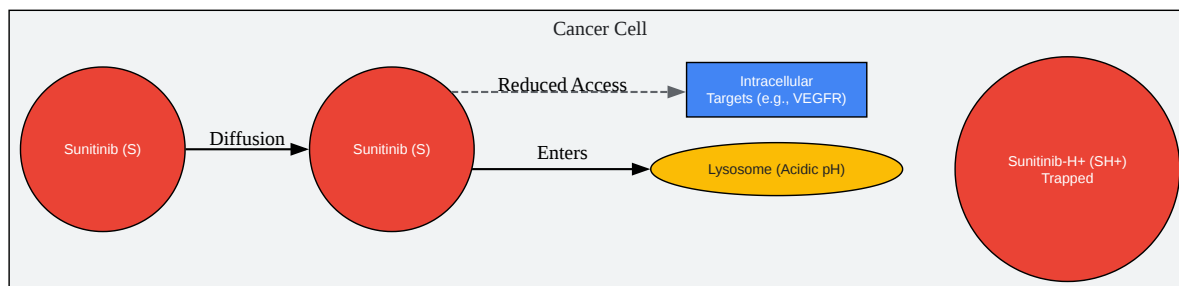 Cancer Cell
Sunitinib (S)
Diffusion
Sunitinib (S)
Reduced Access
Intracellular
Targets (e.g., VEGFR)
Enters
Lysosome (Acidic pH)
Sunitinib-H+ (SH+)
Trapped